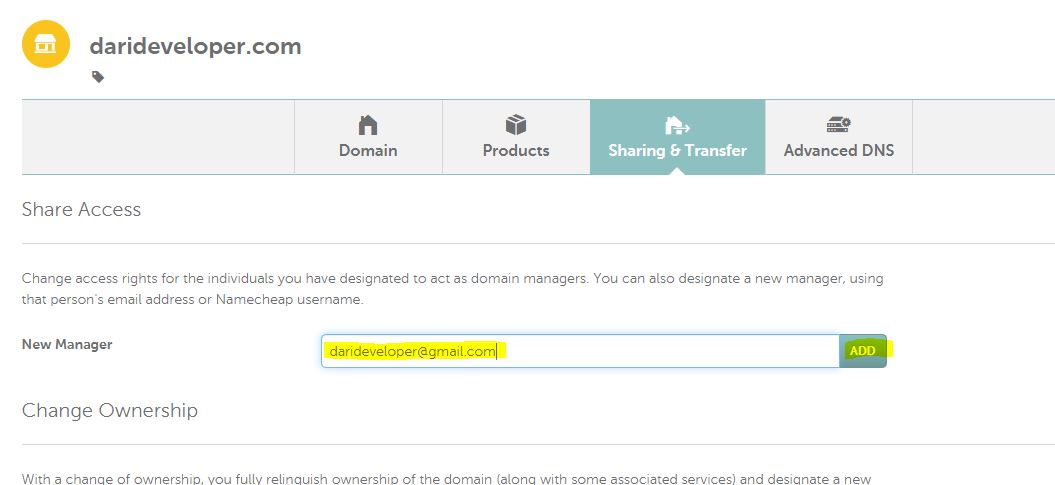 darideveloper.com
Domain
Products
Sharing & Transfer
Advanced DNS
Share Access
Change access rights for the individuals you have designated to act as domain managers. You can also designate a new manager, using
that person's email address or Namecheap username.
New Manager
darideveloper@gmail.com
ADD
Change Ownership
With a change of ownership, you fully relinquish ownership of the domain (along with some associated services) and designate a new